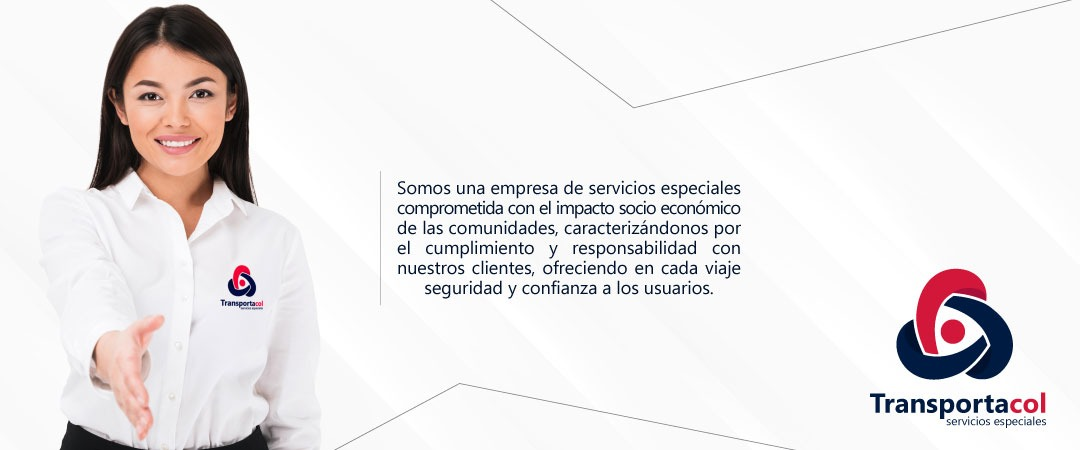 Somos una empresa de servicios especiales
comprometida con el impacto socio económico
de las comunidades, caracterizándonos por
el cumplimiento y responsabilidad con
nuestros clientes, ofreciendo en cada viaje
seguridad y confianza a los usuarios.
Transportacol
servicios especiales
Transportacol
servicios especiales